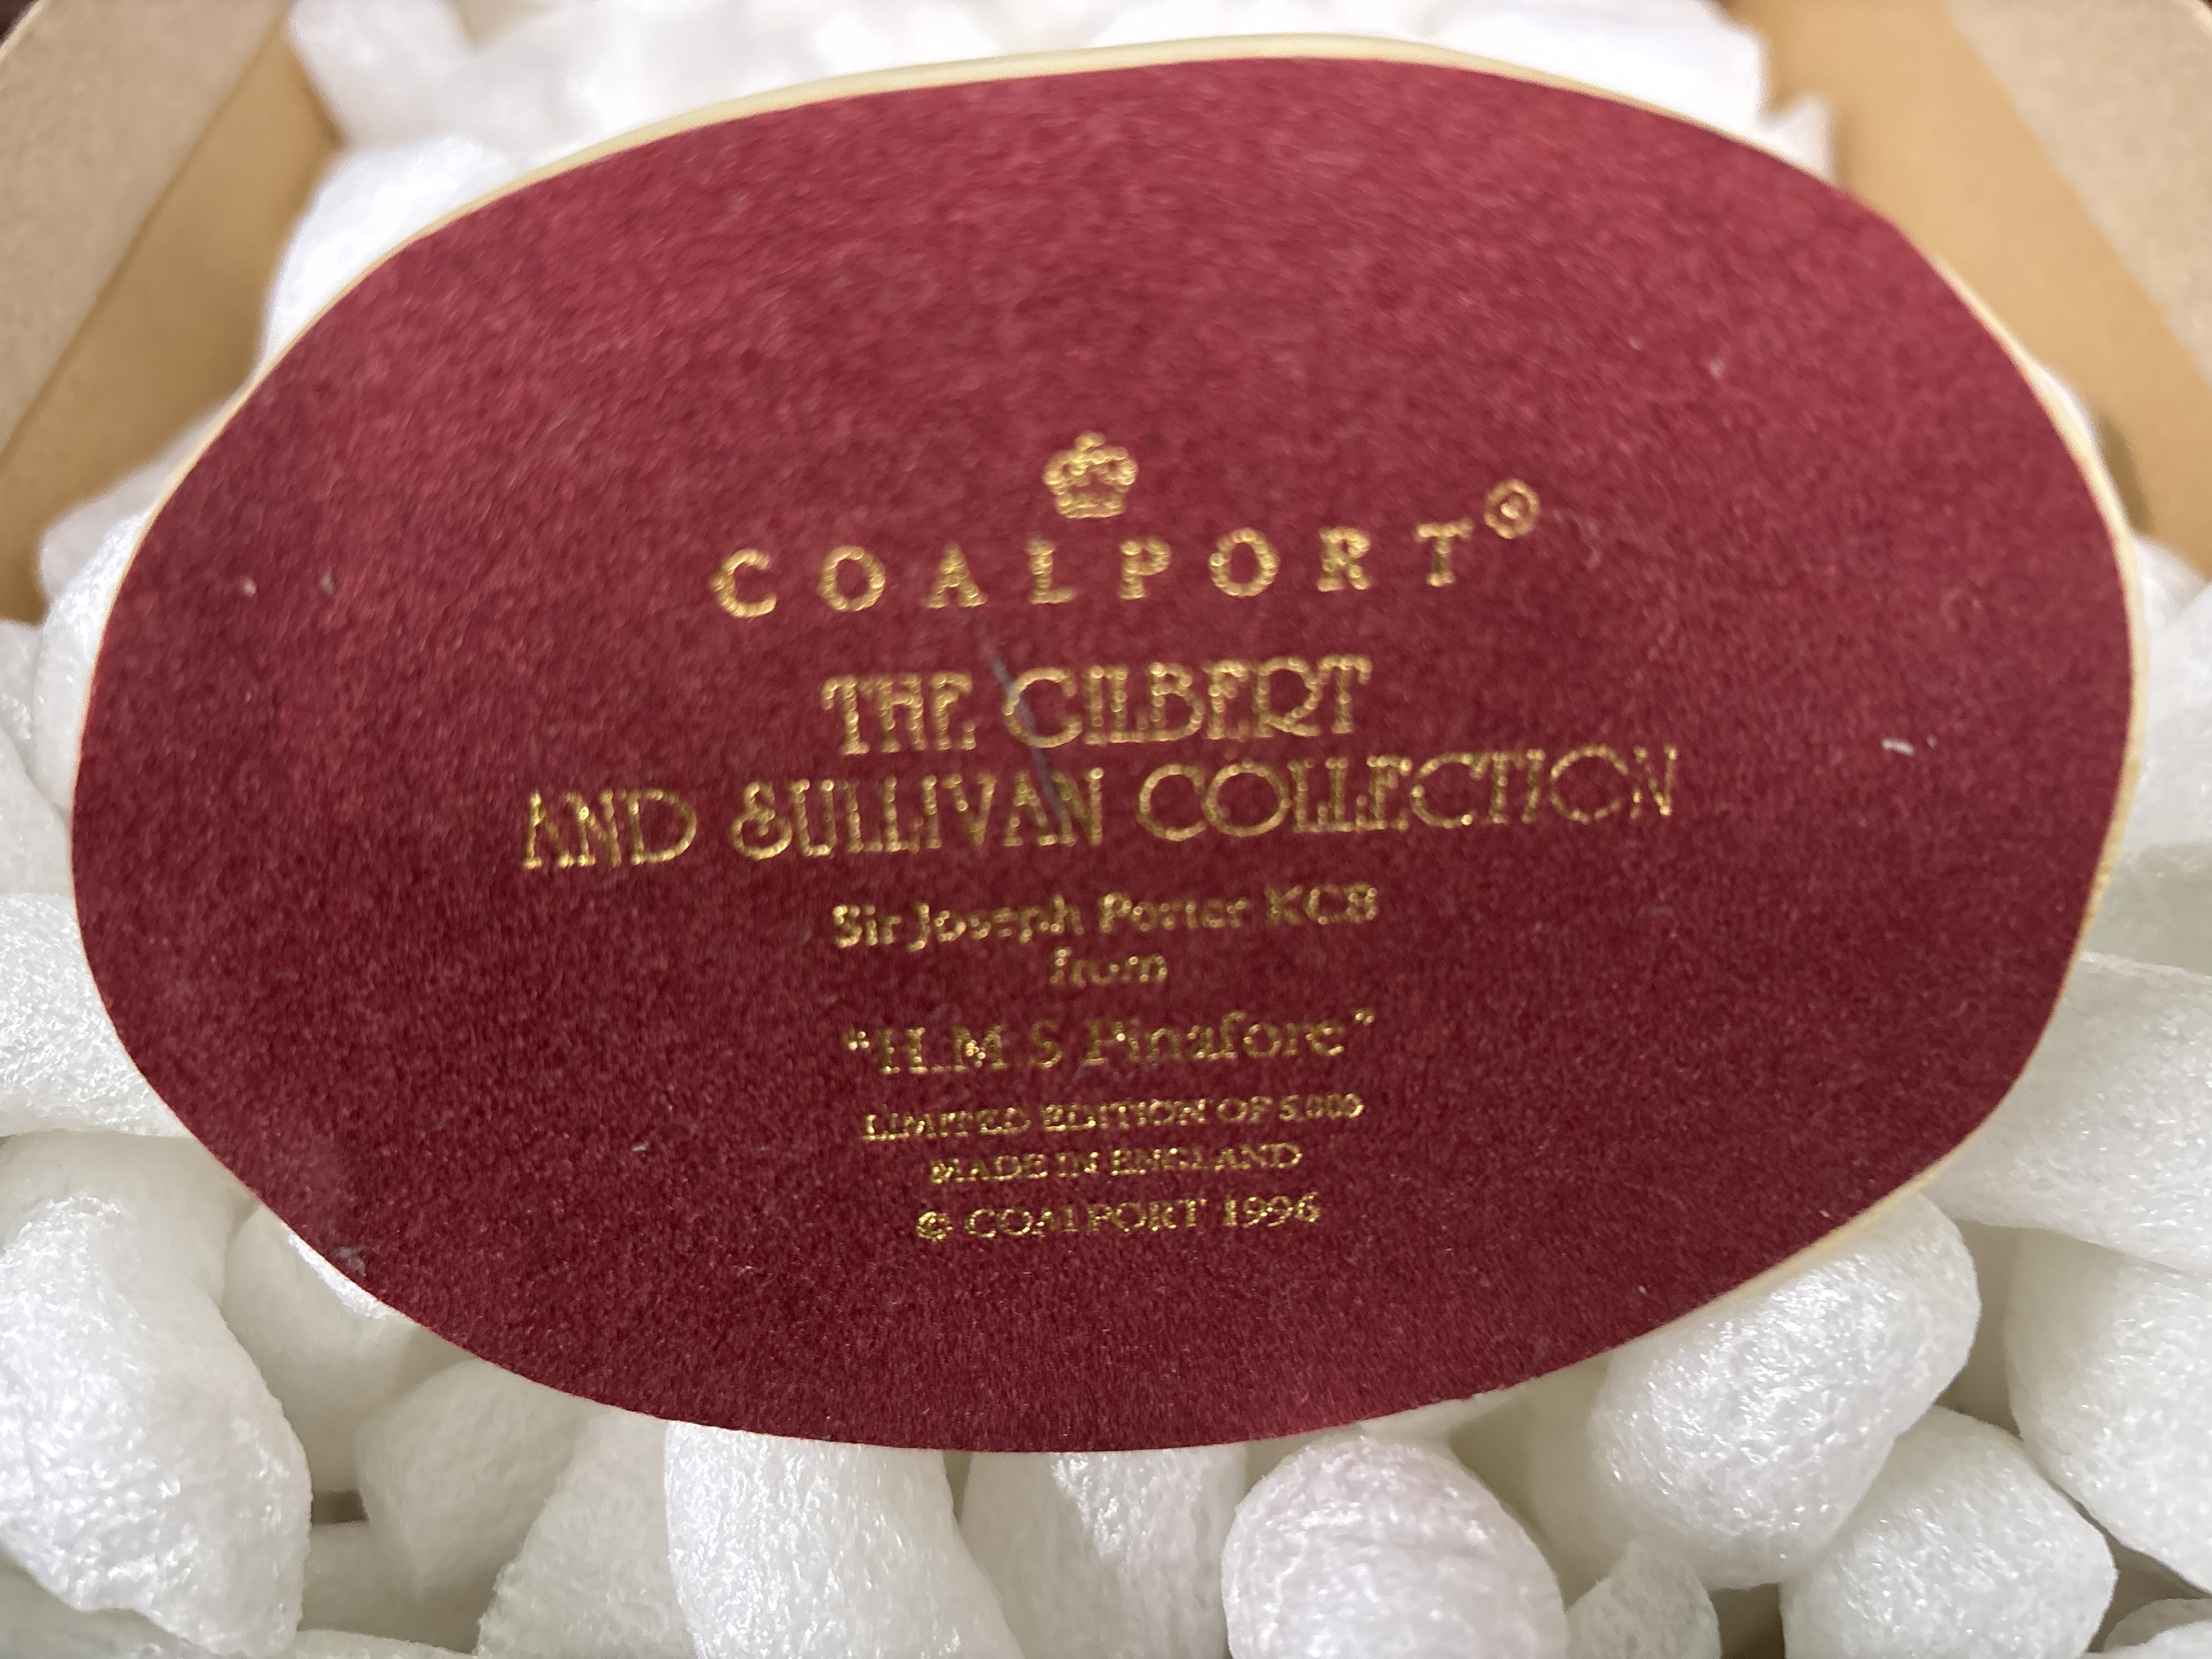 COALPORT®
THE GILBERT
AND SULLIVAN COLLECTION
Sir Joseph Porter KCB
from
"H.M.S Pinafore"
LIMITED EDITION OF 5,000
MADE IN ENGLAND
© COALPORT 1996